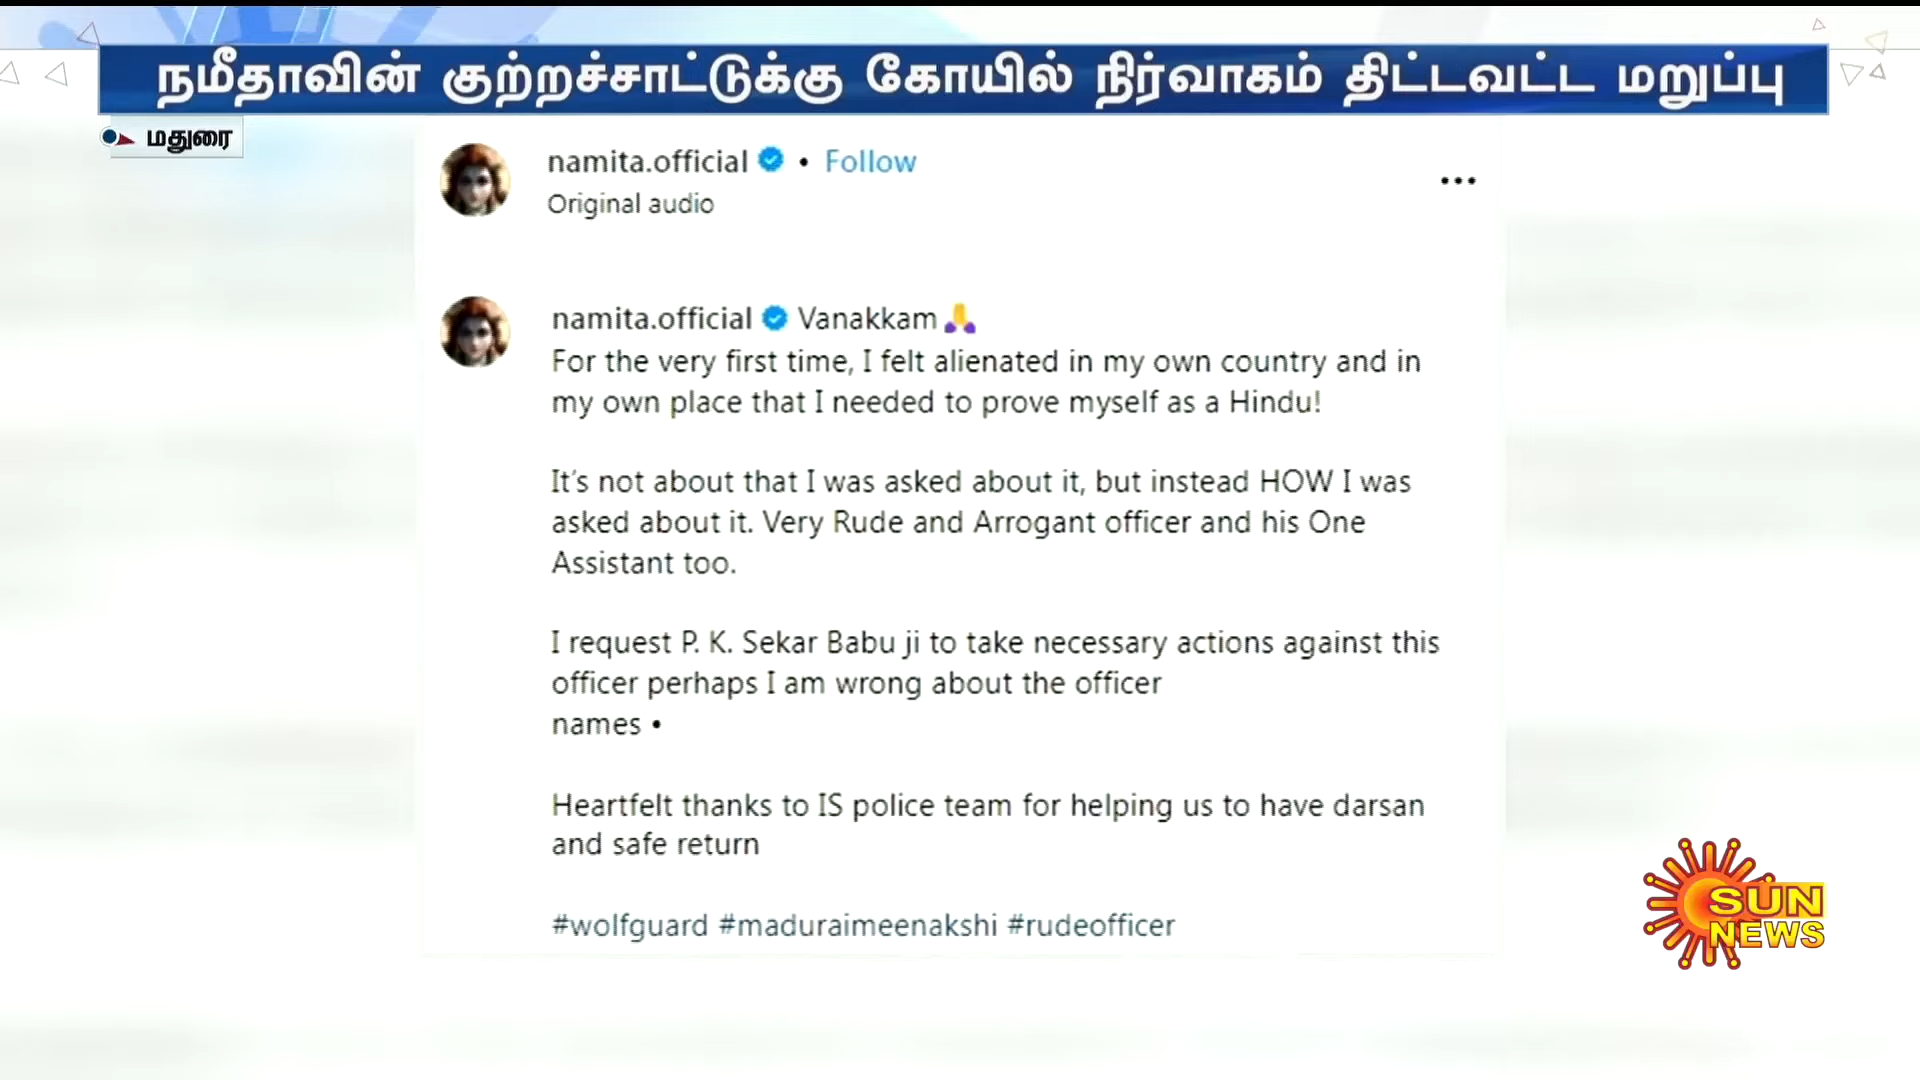 நமீதாவின் குற்றச்சாட்டுக்கு கோயில் நிர்வாகம் திட்டவட்ட மறுப்பு
மதுரை
namita.official • Follow
Original audio
namita.official Vanakkam🙏
For the very first time, I felt alienated in my own country and in
my own place that I needed to prove myself as a Hindu!
It's not about that I was asked about it, but instead HOW I was
asked about it. Very Rude and Arrogant officer and his One
Assistant too.
I request P. K. Sekar Babu ji to take necessary actions against this
officer perhaps I am wrong about the officer
names •
Heartfelt thanks to IS police team for helping us to have darsan
and safe return
#wolfguard #maduraimeenakshi #rudeofficer
SUN
NEWS